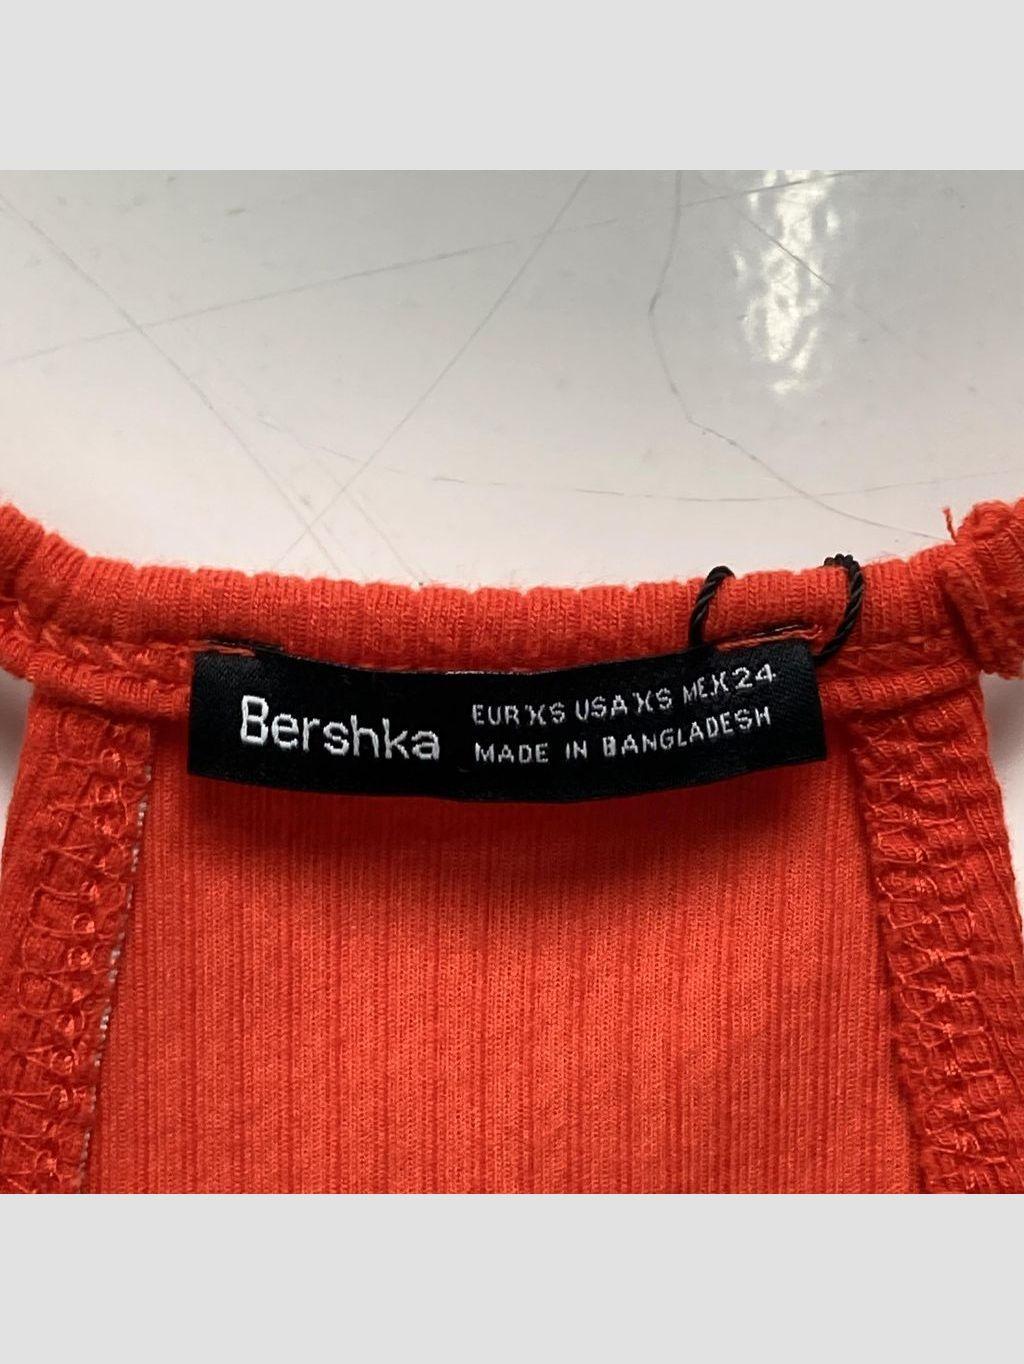 Bershka
EUR XS USA XS MEX 24
MADE IN BANGLADESH